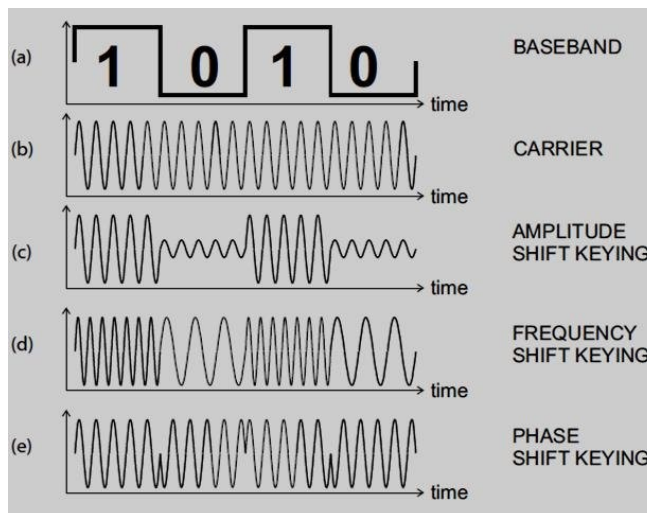 (a) 1 0 1 0 BASEBAND
time
(b) CARRIER
time
(c) AMPLITUDE
SHIFT KEYING
time
(d) FREQUENCY
SHIFT KEYING
time
(e) PHASE
SHIFT KEYING
time